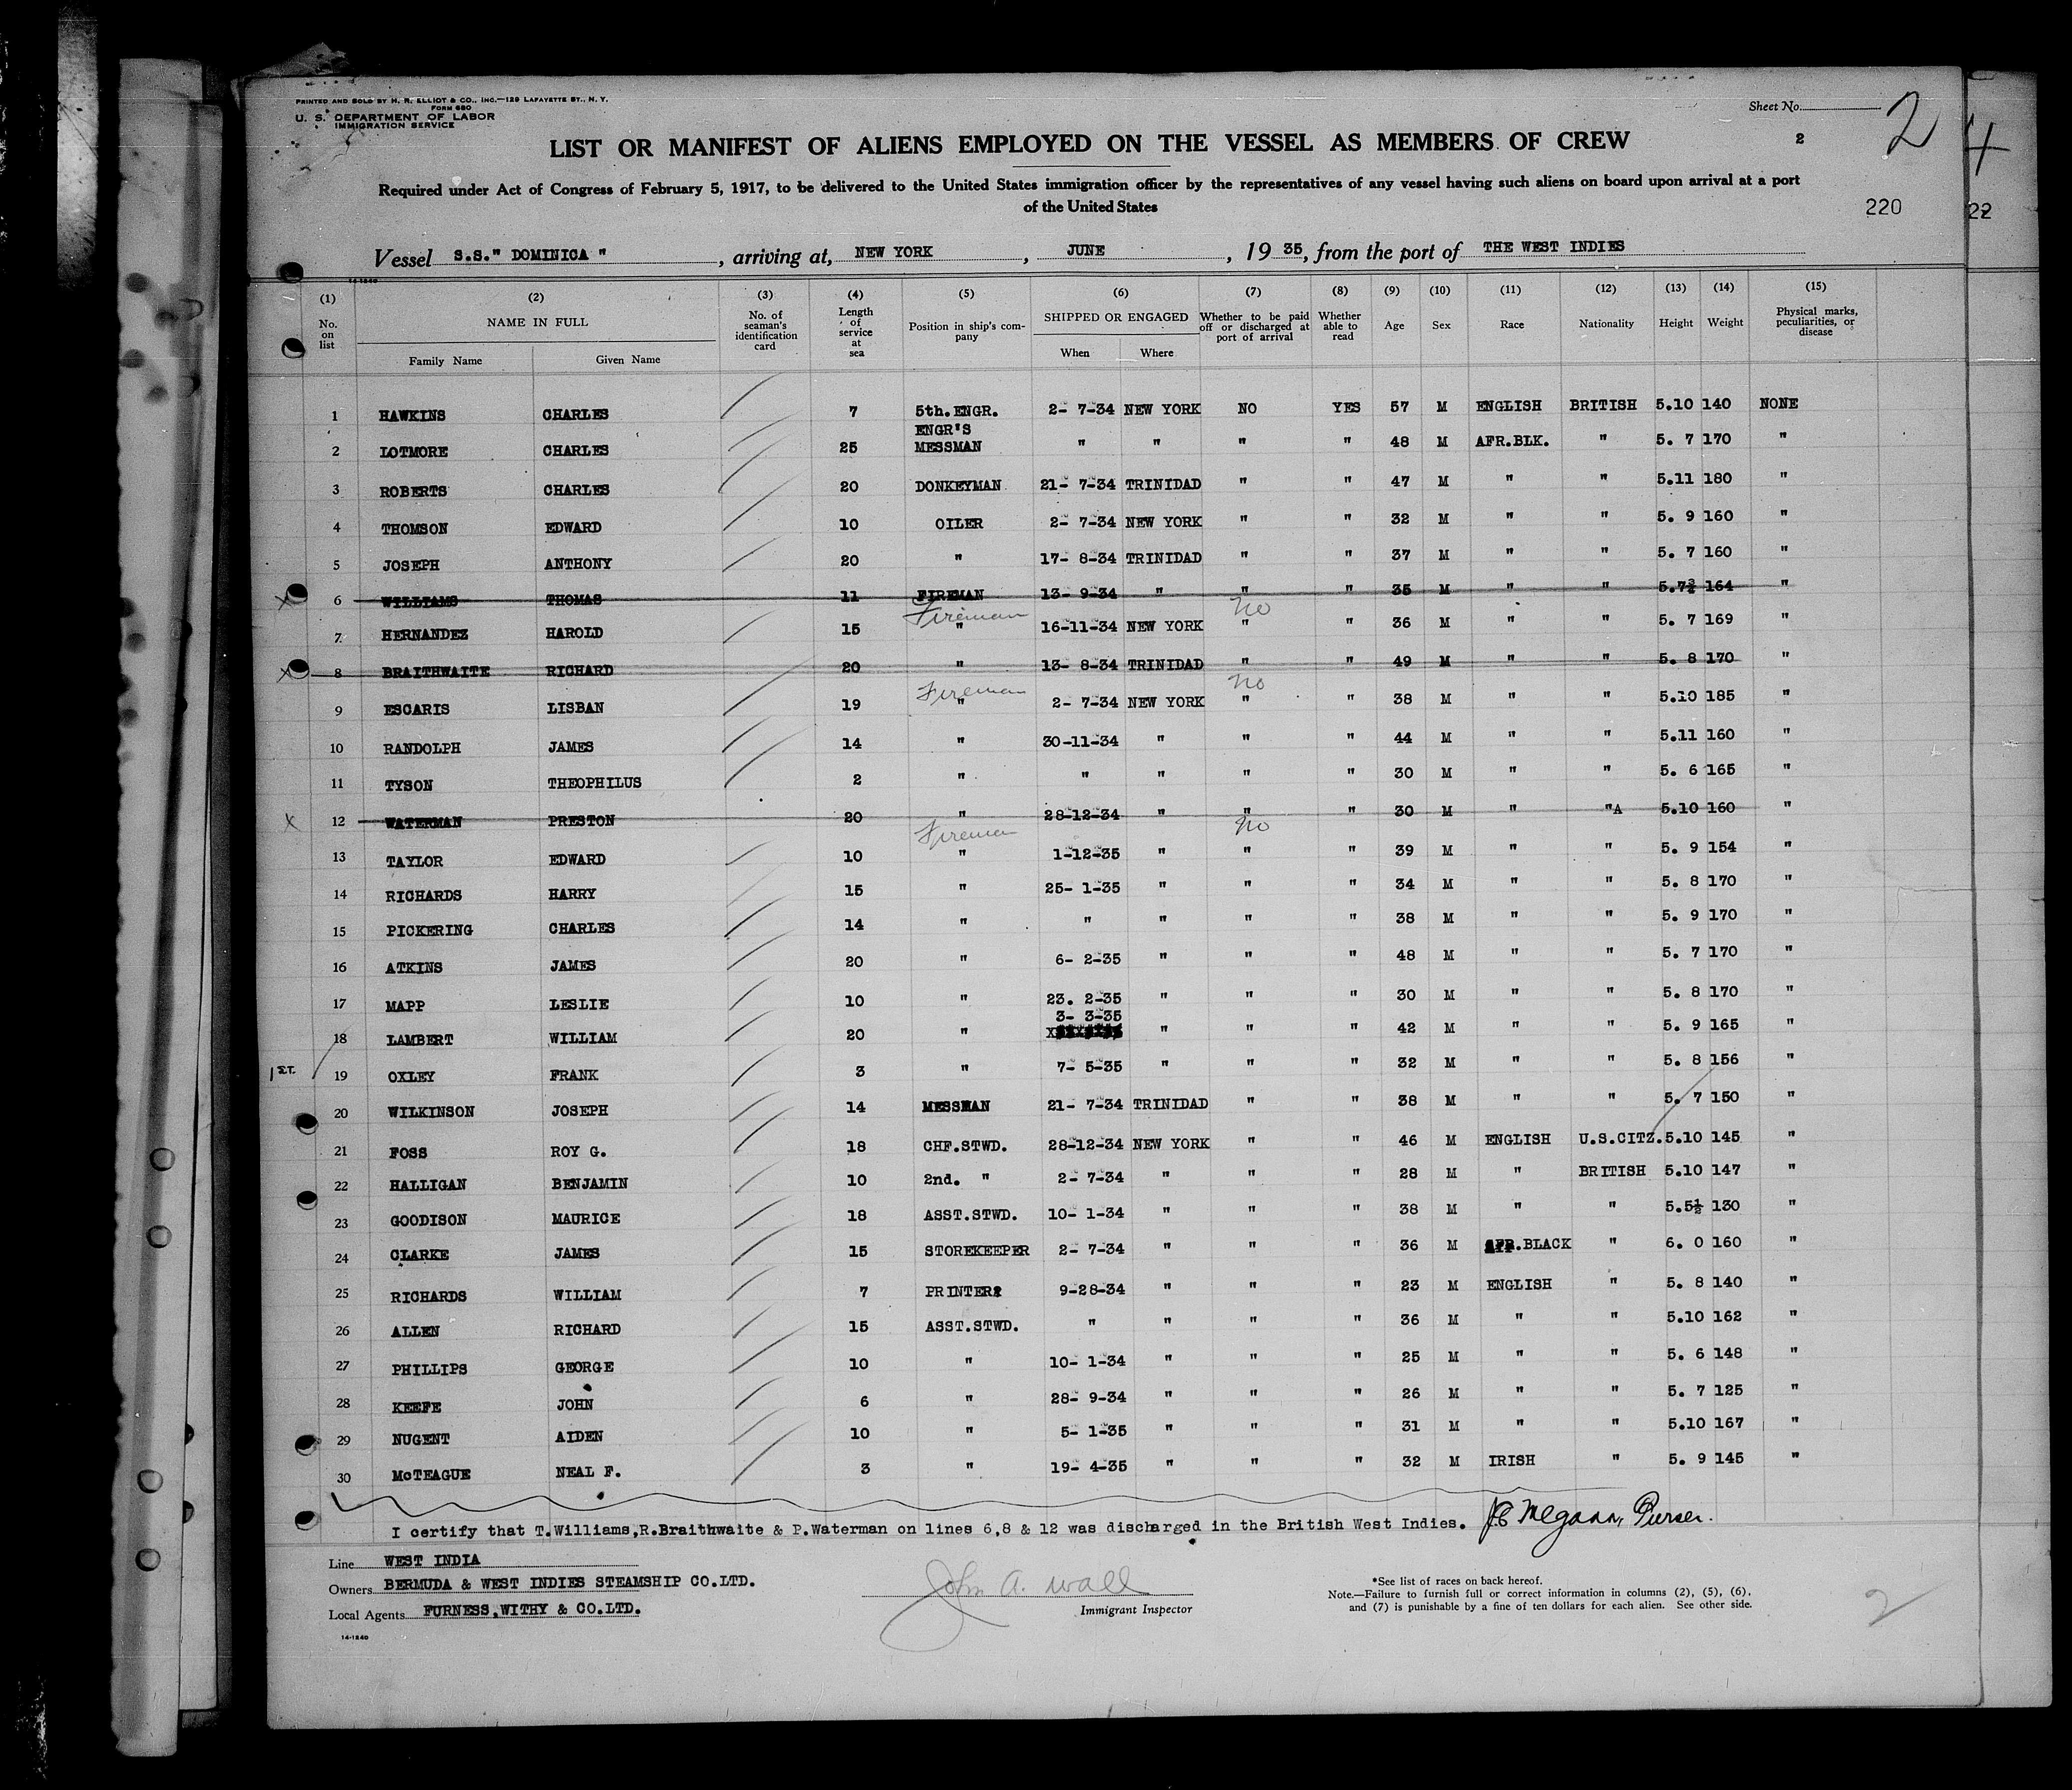 PRINTED AND SOLD BY H. R. ELLIOT & CO., INC.—129 LAFAYETTE ST., N. Y.
FORM 680
U. S. DEPARTMENT OF LABOR
IMMIGRATION SERVICE
Sheet No.
2
2
4
LIST OR MANIFEST OF ALIENS EMPLOYED ON THE VESSEL AS MEMBERS OF CREW
Required under Act of Congress of February 5, 1917, to be delivered to the United States immigration officer by the representatives of any vessel having such aliens on board upon arrival at a port
of the United States
220
22
Vessel S.S." DOMINICA ", arriving at, NEW YORK, JUNE, 19 35, from the port of THE WEST INDIES
14-1240
(1) No. on list
(2) NAME IN FULL Family Name Given Name
(3) No. of seaman's identification card
(4) Length of service at sea
(5) Position in ship's company
(6) SHIPPED OR ENGAGED When Where
(7) Whether to be paid off or discharged at port of arrival
(8) Whether able to read
(9) Age
(10) Sex
(11) Race
(12) Nationality
(13) Height
(14) Weight
(15) Physical marks, peculiarities, or disease
1 HAWKINS CHARLES 7 5th.ENGR. 2- 7-34 NEW YORK NO YES 57 M ENGLISH BRITISH 5.10 140 NONE
2 LOTMORE CHARLES 25 ENGR'S MESSMAN " " " " 48 M AFR.BLK. " 5. 7 170 "
3 ROBERTS CHARLES 20 DONKEYMAN 21- 7-34 TRINIDAD " " 47 M " " 5.11 180 "
4 THOMSON EDWARD 10 OILER 2- 7-34 NEW YORK " " 32 M " " 5. 9 160 "
5 JOSEPH ANTHONY 20 " 17- 8-34 TRINIDAD " " 37 M " " 5. 7 160 "
X 6 WILLIAMS THOMAS 11 FIREMAN 13- 9-34 " " " 35 M " " 5.7¾ 164 "
Fireman No
7 HERNANDEZ HAROLD 15 " 16-11-34 NEW YORK " " 36 M " " 5. 7 169 "
X 8 BRAITHWAITE RICHARD 20 " 13- 8-34 TRINIDAD " " 49 M " " 5. 8 170 "
Fireman No
9 ESCARIS LISBAN 19 " 2- 7-34 NEW YORK " " 38 M " " 5.10 185 "
10 RANDOLPH JAMES 14 " 30-11-34 " " " 44 M " " 5.11 160 "
11 TYSON THEOPHILUS 2 " " " " " 30 M " " 5. 6 165 "
X 12 WATERMAN PRESTON 20 " 28-12-34 " " " 30 M " "A 5.10 160 "
Fireman No
13 TAYLOR EDWARD 10 " 1-12-35 " " " 39 M " " 5. 9 154 "
14 RICHARDS HARRY 15 " 25- 1-35 " " " 34 M " " 5. 8 170 "
15 PICKERING CHARLES 14 " " " " " 38 M " " 5. 9 170 "
16 ATKINS JAMES 20 " 6- 2-35 " " " 48 M " " 5. 7 170 "
17 MAPP LESLIE 10 " 23. 2-35 " " " 30 M " " 5. 8 170 "
18 LAMBERT WILLIAM 20 " 3- 3-35 " " " 42 M " " 5. 9 165 "
1ST. 19 OXLEY FRANK 3 " 7- 5-35 " " " 32 M " " 5. 8 156 "
20 WILKINSON JOSEPH 14 MESSMAN 21- 7-34 TRINIDAD " " 38 M " " 5. 7 150 "
21 FOSS ROY G. 18 CHF.STWD. 28-12-34 NEW YORK " " 46 M ENGLISH U.S.CITZ. 5.10 145 "
22 HALLIGAN BENJAMIN 10 2nd. " 2- 7-34 " " " 28 M " BRITISH 5.10 147 "
23 GOODISON MAURICE 18 ASST.STWD. 10- 1-34 " " " 38 M " " 5.5½ 130 "
24 CLARKE JAMES 15 STOREKEEPER 2- 7-34 " " " 36 M AFR.BLACK " 6. 0 160 "
25 RICHARDS WILLIAM 7 PRINTER 9-28-34 " " " 23 M ENGLISH " 5. 8 140 "
26 ALLEN RICHARD 15 ASST.STWD. " " " " 36 M " " 5.10 162 "
27 PHILLIPS GEORGE 10 " 10- 1-34 " " " 25 M " " 5. 6 148 "
28 KEEFE JOHN 6 " 28- 9-34 " " " 26 M " " 5. 7 125 "
29 NUGENT AIDEN 10 " 5- 1-35 " " " 31 M " " 5.10 167 "
30 McTEAGUE NEAL F. 3 " 19- 4-35 " " " 32 M IRISH " 5. 9 145 "
I certify that T.Williams,R.Braithwaite & P.Waterman on lines 6,8 & 12 was discharged in the British West Indies. Purser.
Line WEST INDIA
Owners BERMUDA & WEST INDIES STEAMSHIP CO.LTD.
Local Agents FURNESS,WITHY & CO.LTD.
14-1240
John A. Wall
Immigrant Inspector
*See list of races on back hereof.
Note.—Failure to furnish full or correct information in columns (2), (5), (6),
and (7) is punishable by a fine of ten dollars for each alien. See other side.
2